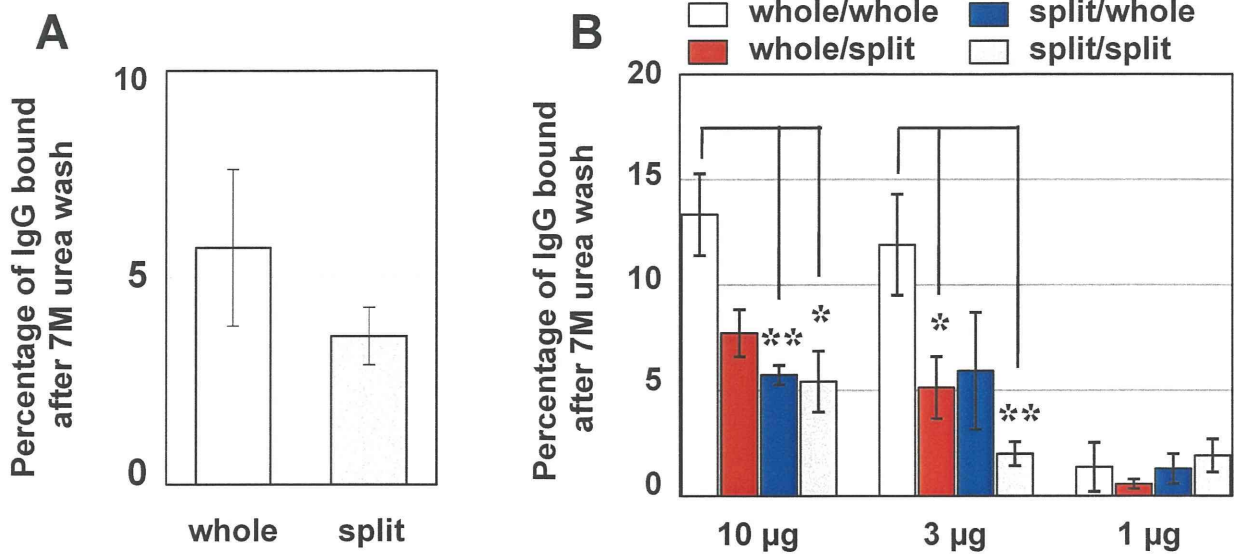 A
10
5
0
Percentage of IgG bound
after 7M urea wash
whole split
B
whole/whole split/whole
whole/split split/split
20
15
10
5
0
Percentage of IgG bound
after 7M urea wash
** *
* **
10 µg 3 µg 1 µg